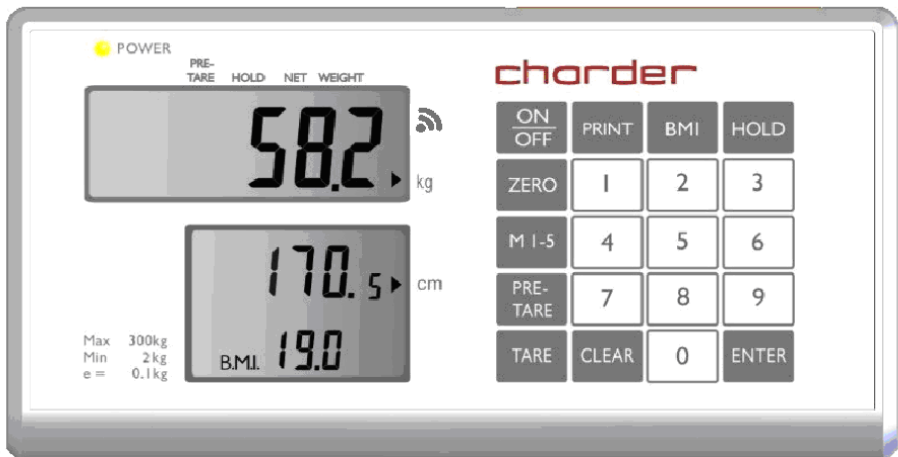 POWER
PRE-
TARE HOLD NET WEIGHT
58.2
kg
170.5
cm
B.M.I. 19.0
Max 300kg
Min 2kg
e = 0.1kg
charder
ON
OFF
PRINT
BMI
HOLD
ZERO
1
2
3
M 1-5
4
5
6
PRE-
TARE
7
8
9
TARE
CLEAR
0
ENTER